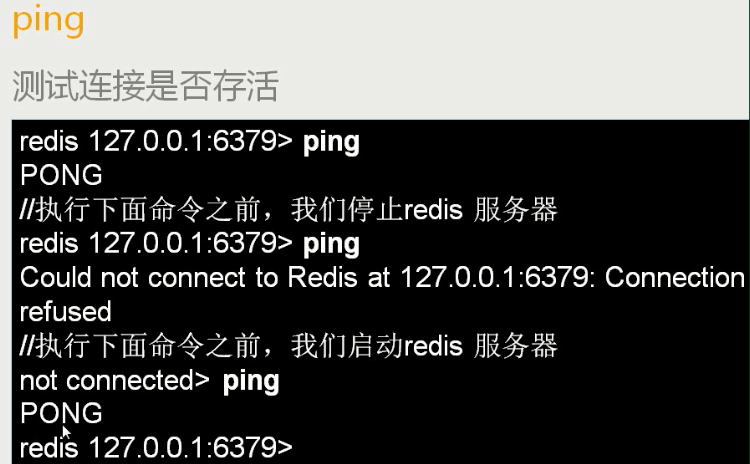 ping
测试连接是否存活
redis 127.0.0.1:6379> ping
PONG
//执行下面命令之前，我们停止redis 服务器
redis 127.0.0.1:6379> ping
Could not connect to Redis at 127.0.0.1:6379: Connection
refused
//执行下面命令之前，我们启动redis 服务器
not connected> ping
PONG
redis 127.0.0.1:6379>